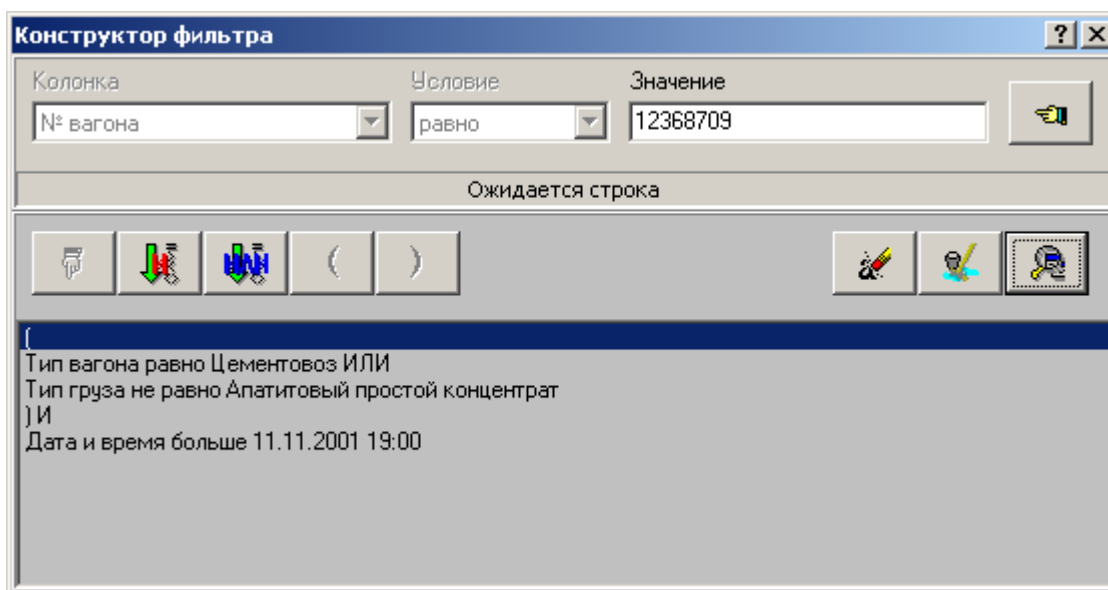 Конструктор фильтра
Колонка Условие Значение
№ вагона равно 12368709
Ожидается строка
И ИЛИ ( )
(
Тип вагона равно Цементовоз ИЛИ
Тип груза не равно Апатитовый простой концентрат
) И
Дата и время больше 11.11.2001 19:00